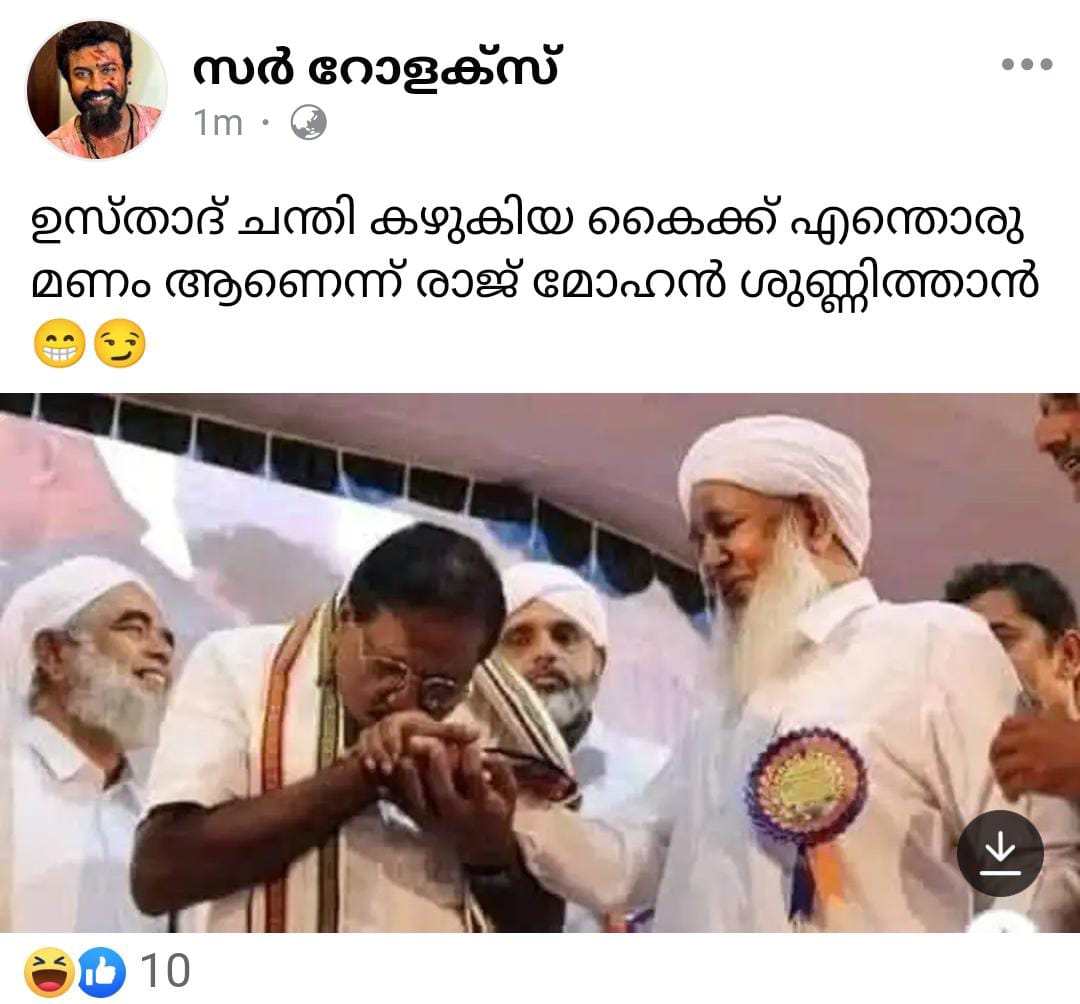 സർ റോളക്സ്
1m
ഉസ്താദ് ചന്തി കഴുകിയ കൈക്ക് എന്തൊരു
മണം ആണെന്ന് രാജ് മോഹൻ ശുണ്ണിത്താൻ
😁😏
10